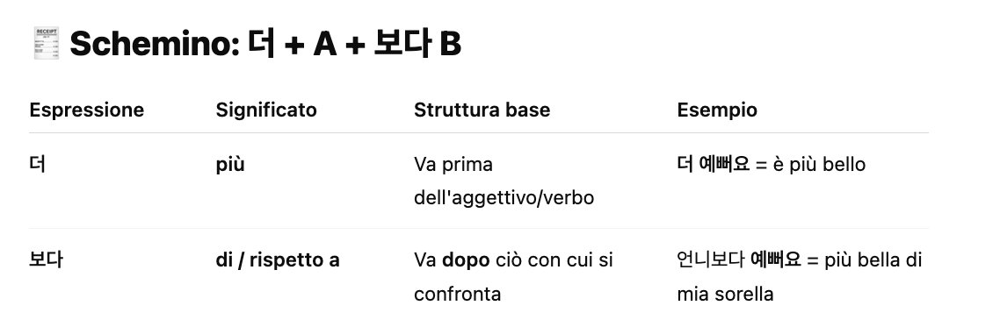 🧾 Schemino: 더 + A + 보다 B
Espressione Significato Struttura base Esempio
더 più Va prima dell'aggettivo/verbo 더 예뻐요 = è più bello
보다 di / rispetto a Va dopo ciò con cui si confronta 언니보다 예뻐요 = più bella di mia sorella